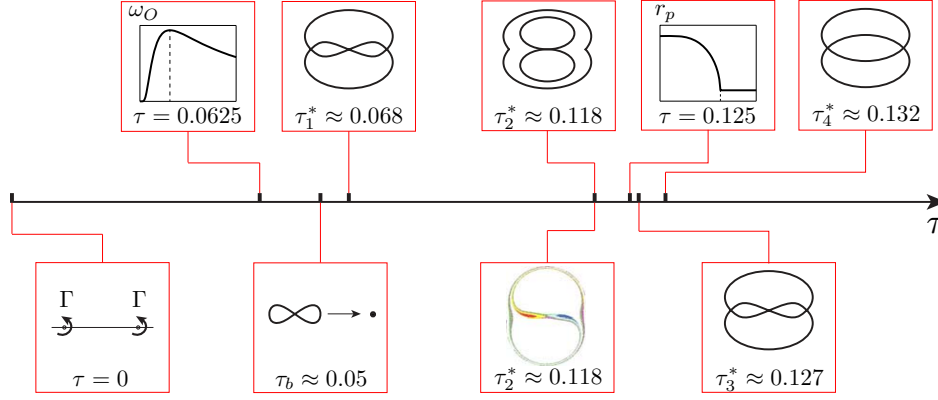 ω_O
τ = 0.0625
τ_1^* ≈ 0.068
τ_2^* ≈ 0.118
r_p
τ = 0.125
τ_4^* ≈ 0.132
τ
Γ Γ
τ = 0
τ_b ≈ 0.05
τ_2^* ≈ 0.118
τ_3^* ≈ 0.127